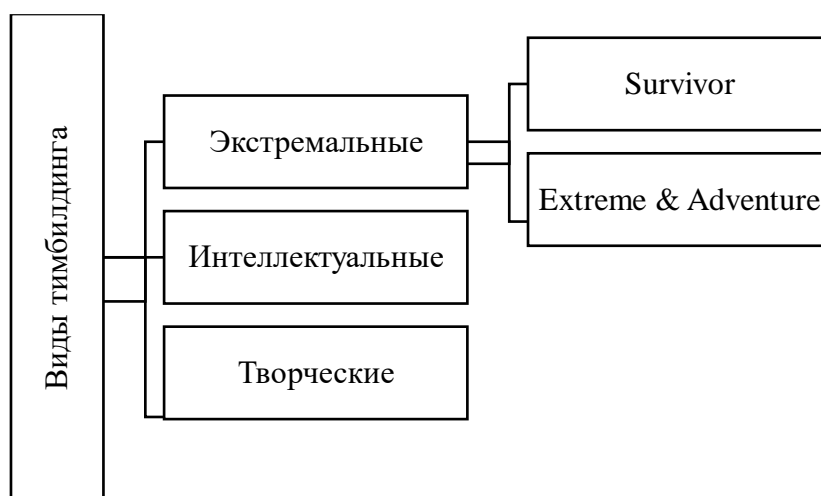 Виды тимбилдинга
Экстремальные
Survivor
Extreme & Adventure
Интеллектуальные
Творческие